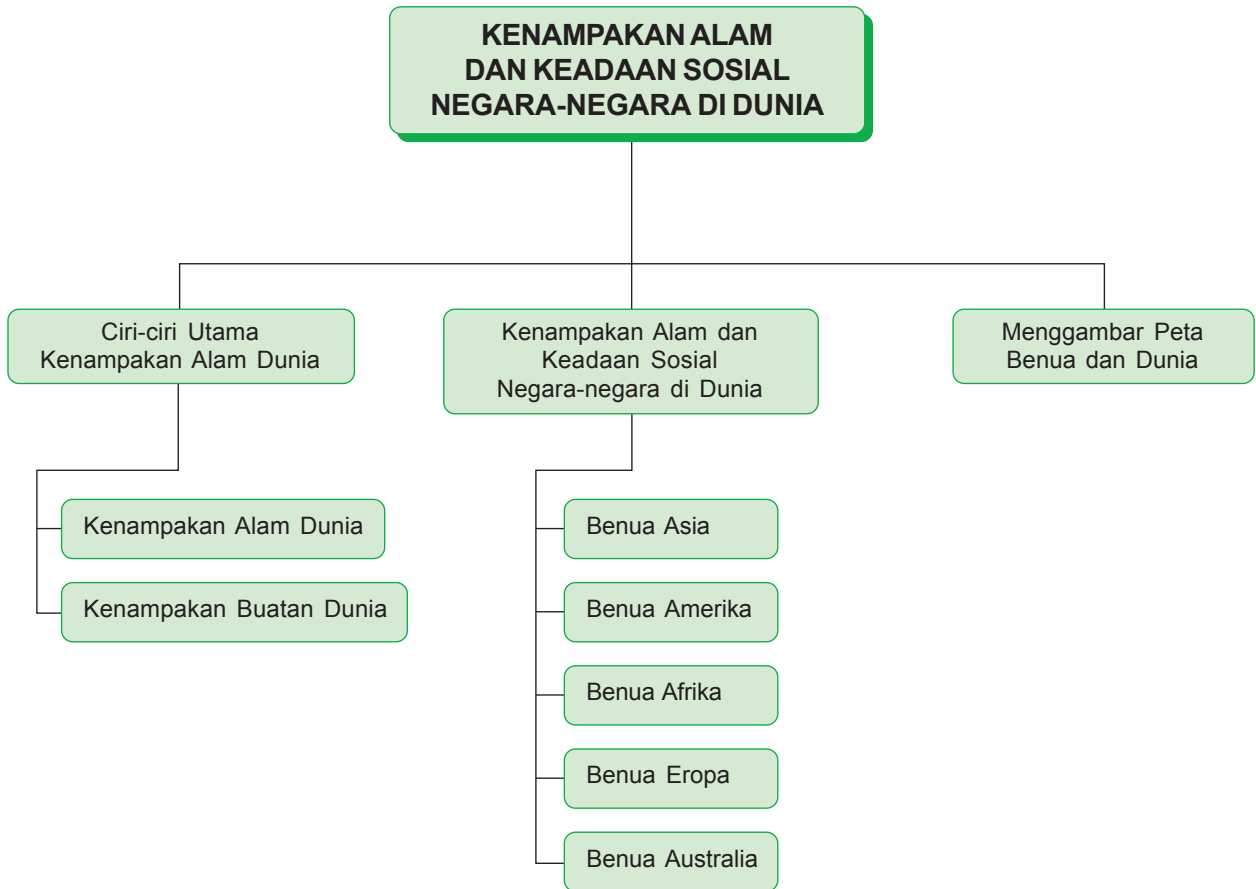 KENAMPAKAN ALAM
DAN KEADAAN SOSIAL
NEGARA-NEGARA DI DUNIA
Ciri-ciri Utama
Kenampakan Alam Dunia
Kenampakan Alam Dunia
Kenampakan Buatan Dunia
Kenampakan Alam dan
Keadaan Sosial
Negara-negara di Dunia
Benua Asia
Benua Amerika
Benua Afrika
Benua Eropa
Benua Australia
Menggambar Peta
Benua dan Dunia